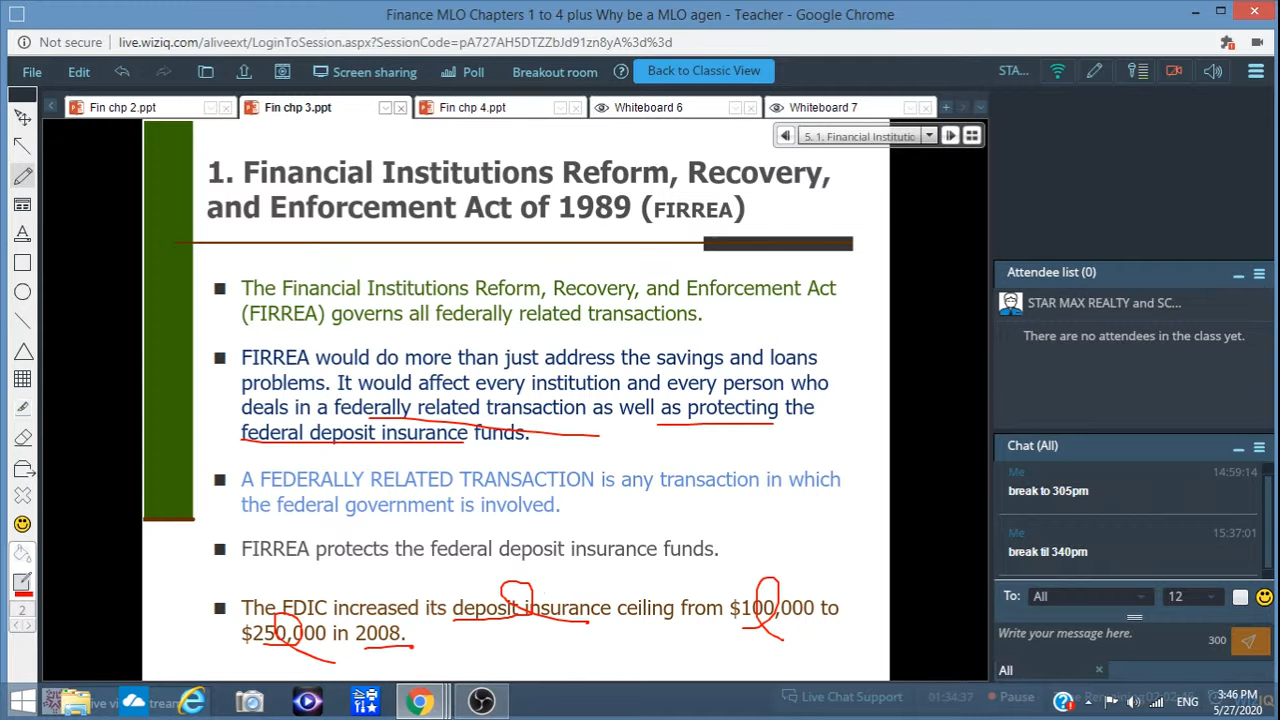 Finance MLO Chapters 1 to 4 plus Why be a MLO agen - Teacher - Google Chrome
Not secure live.wiziq.com/aliveext/LoginToSession.aspx?SessionCode=pA727AH5DTZZbJd91zn8yA%3d%3d
File Edit Screen sharing Poll Breakout room Back to Classic View STA...
Fin chp 2.ppt Fin chp 3.ppt Fin chp 4.ppt Whiteboard 6 Whiteboard 7
5. 1. Financial Institutio
1. Financial Institutions Reform, Recovery,
and Enforcement Act of 1989 (FIRREA)
The Financial Institutions Reform, Recovery, and Enforcement Act
(FIRREA) governs all federally related transactions.
FIRREA would do more than just address the savings and loans
problems. It would affect every institution and every person who
deals in a federally related transaction as well as protecting the
federal deposit insurance funds.
A FEDERALLY RELATED TRANSACTION is any transaction in which
the federal government is involved.
FIRREA protects the federal deposit insurance funds.
The FDIC increased its deposit insurance ceiling from $100,000 to
$250,000 in 2008.
2
Attendee list (0)
STAR MAX REALTY and SC...
There are no attendees in the class yet.
Chat (All)
Me 14:59:14
break to 305pm
Me 15:37:01
break til 340pm
To: All 12
Write your message here. 300
All
Live Chat Support 01:34:37 Pause
ENG 3:46 PM
5/27/2020